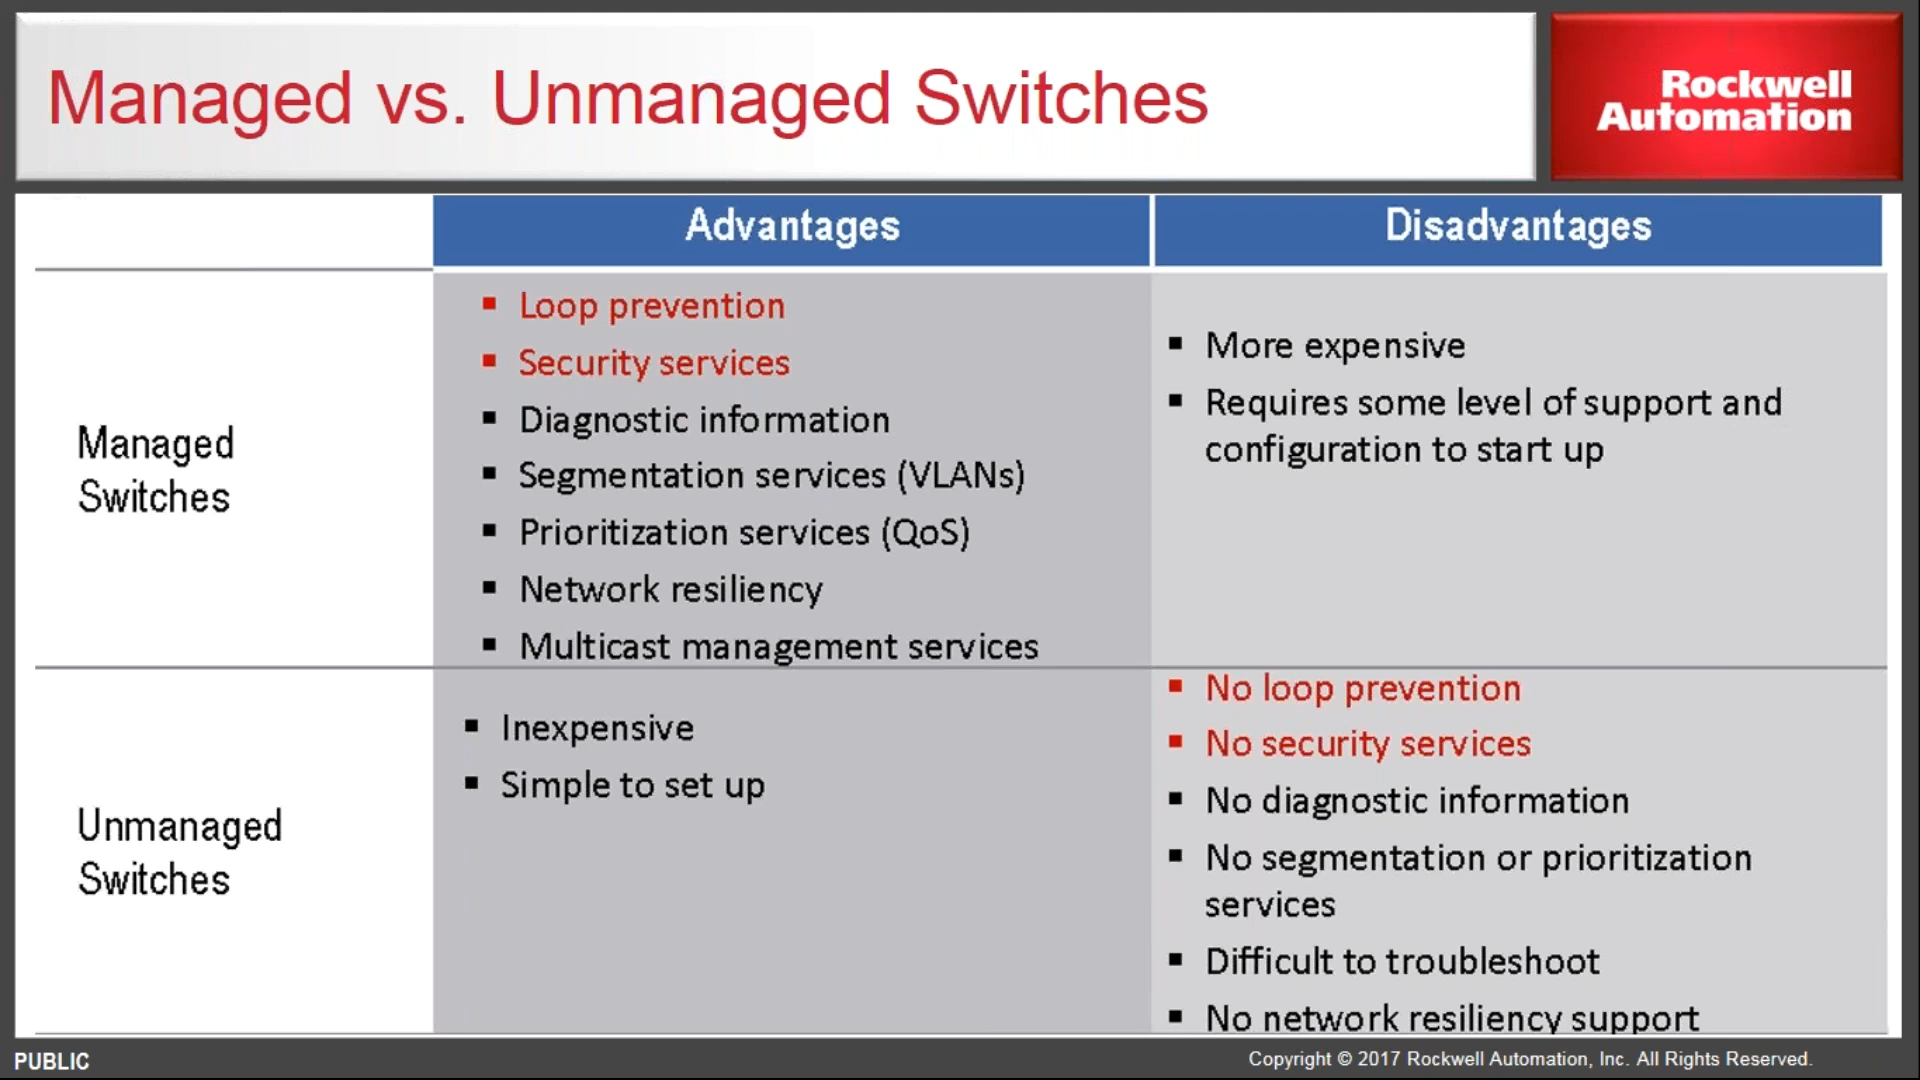 Managed vs. Unmanaged Switches
Rockwell
Automation
Advantages
Disadvantages
Managed
Switches
Loop prevention
Security services
Diagnostic information
Segmentation services (VLANs)
Prioritization services (QoS)
Network resiliency
Multicast management services
More expensive
Requires some level of support and
configuration to start up
Unmanaged
Switches
Inexpensive
Simple to set up
No loop prevention
No security services
No diagnostic information
No segmentation or prioritization
services
Difficult to troubleshoot
No network resiliency support
PUBLIC
Copyright © 2017 Rockwell Automation, Inc. All Rights Reserved.